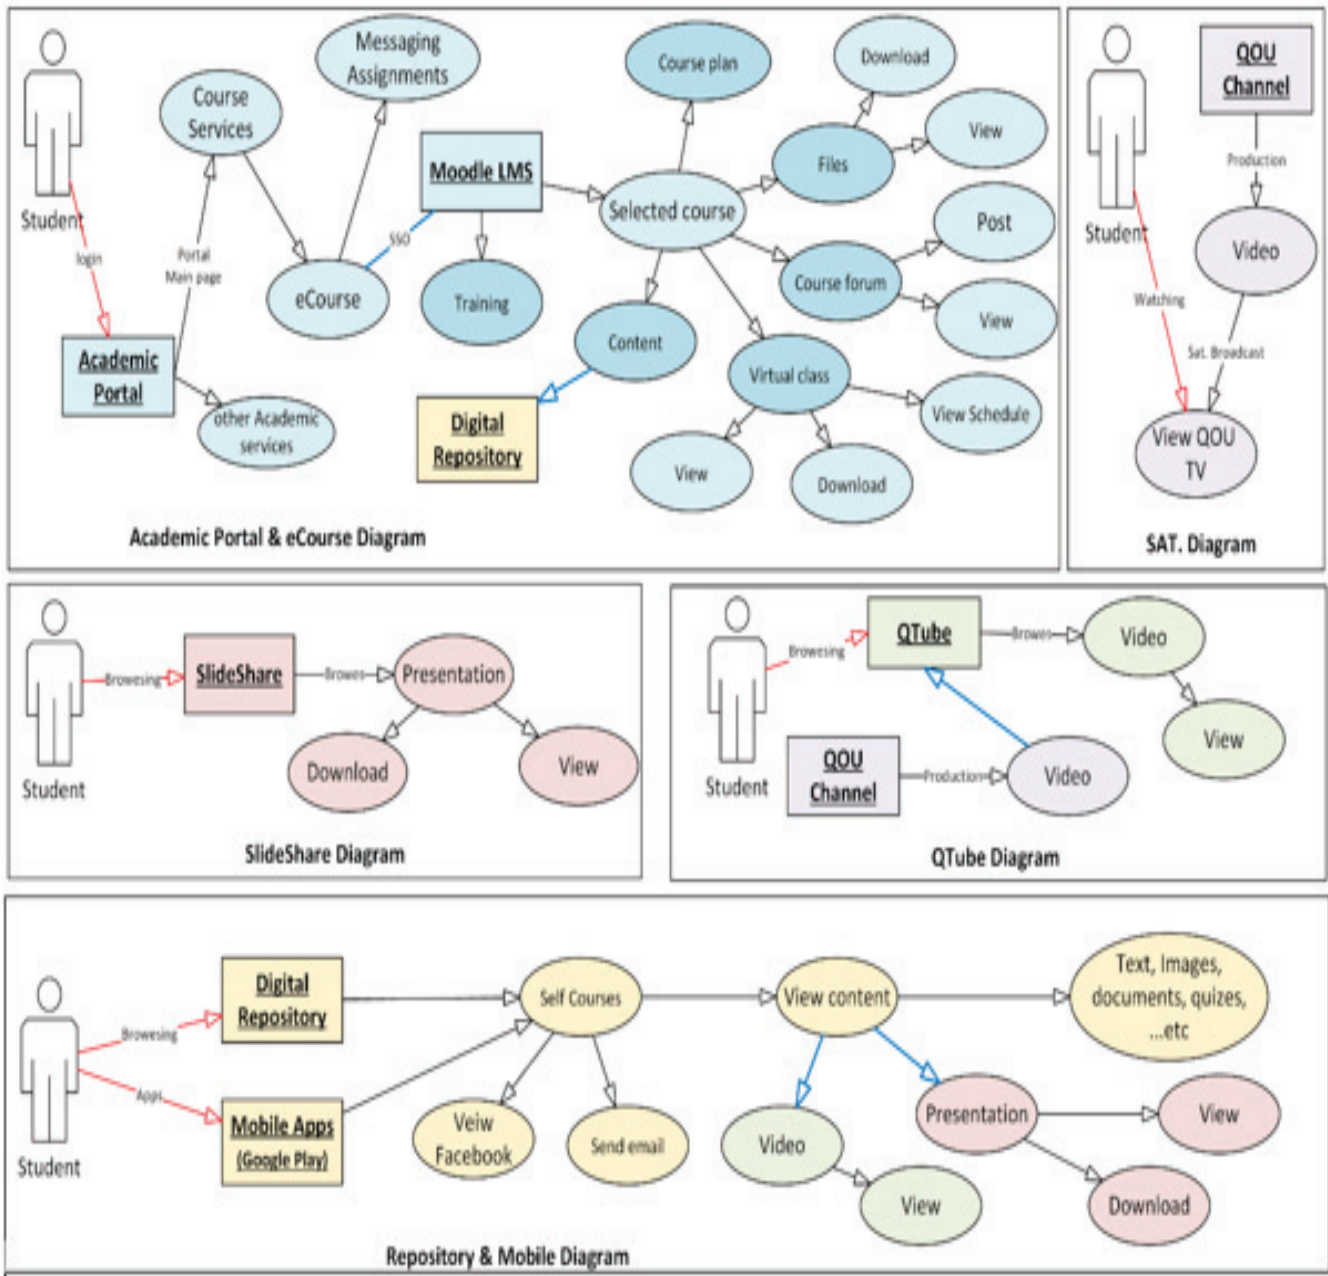 Messaging
Assignments
Course
Services
Student
login
Portal
Main page
eCourse
SSO
Moodle LMS
Training
Academic
Portal
other Academic
services
Selected course
Course plan
Files
Download
View
Course forum
Post
View
Content
Digital
Repository
Virtual class
View
Download
View Schedule
Academic Portal & eCourse Diagram
QOU
Channel
Production
Student
Video
Watching
Sat. Broadcast
View QOU
TV
SAT. Diagram
Student
Browesing
SlideShare
Browes
Presentation
Download
View
SlideShare Diagram
Student
Browesing
QTube
Browes
Video
View
QOU
Channel
Production
Video
QTube Diagram
Student
Browesing
Apps
Digital
Repository
Mobile Apps
(Google Play)
Self Courses
Veiw
Facebook
Send email
View content
Text, Images,
documents, quizes,
...etc
Video
View
Presentation
View
Download
Repository & Mobile Diagram